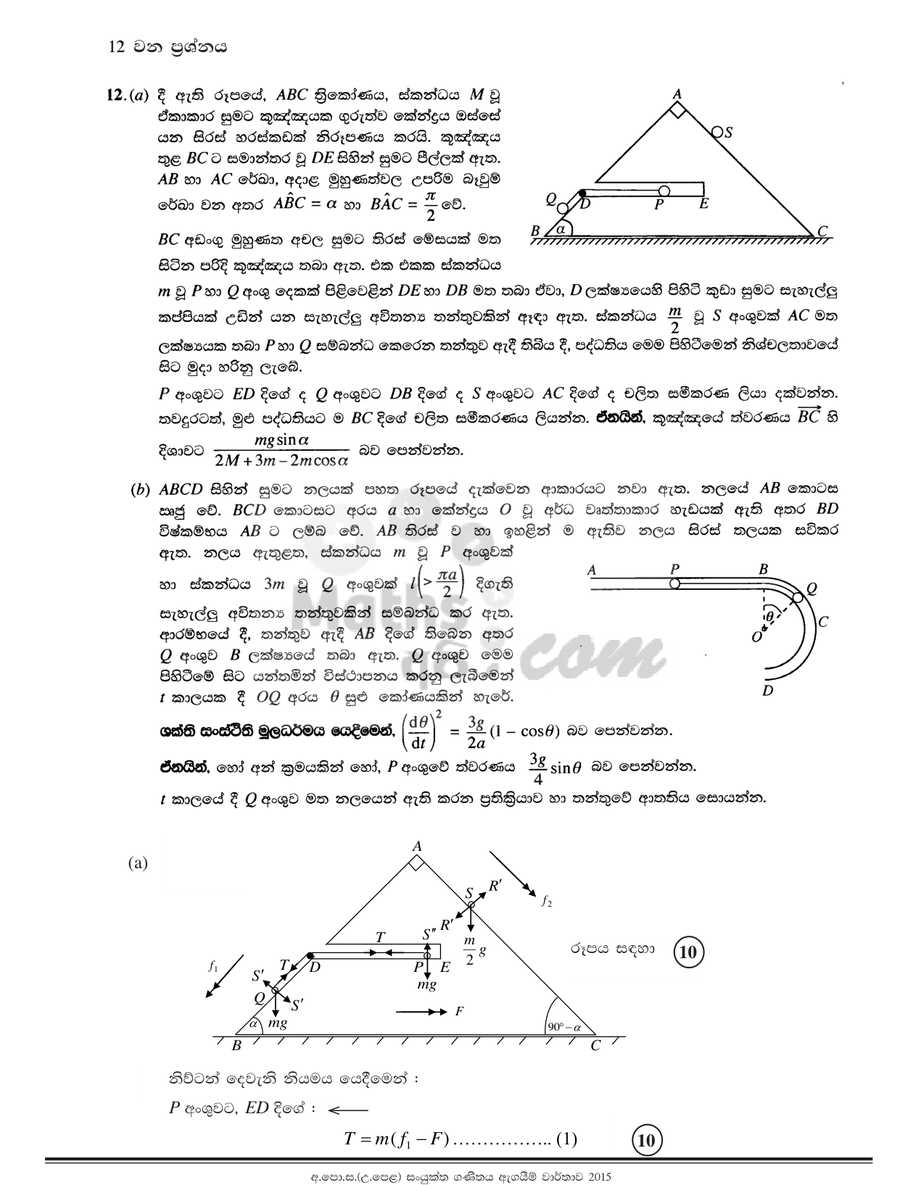 12 වන ප්‍රශ්නය
12.(a) දී ඇති රූපයේ, ABC ත්‍රිකෝණය, ස්කන්ධය M වූ
ඒකාකාර සුමට කුඤ්ඤයක ගුරුත්ව කේන්ද්‍රය ඔස්සේ
යන සිරස් හරස්කඩක් නිරූපණය කරයි. කුඤ්ඤය
තුළ BC ට සමාන්තර වූ DE සිහින් සුමට පීල්ලක් ඇත.
AB හා AC රේඛා, අදාළ මුහුණත්වල උපරිම බෑවුම්
රේඛා වන අතර AB̂C = α හා BÂC = π/2 වේ.
BC අඩංගු මුහුණත අචල සුමට තිරස් මේසයක් මත
සිටින පරිදි කුඤ්ඤය තබා ඇත. එක එකක ස්කන්ධය
A
S
Q
D
P
E
B
α
C
m වූ P හා Q අංශු දෙකක් පිළිවෙළින් DE හා DB මත තබා ඒවා, D ලක්ෂ්‍යයෙහි පිහිටි කුඩා සුමට සැහැල්ලු
කප්පියක් උඩින් යන සැහැල්ලු අවිතන්‍ය තන්තුවකින් ඈඳා ඇත. ස්කන්ධය m/2 වූ S අංශුවක් AC මත
ලක්ෂ්‍යයක තබා P හා Q සම්බන්ධ කෙරෙන තන්තුව ඇදී තිබිය දී, පද්ධතිය මෙම පිහිටීමෙන් නිශ්චලතාවයේ
සිට මුදා හරිනු ලැබේ.
P අංශුවට ED දිගේ ද Q අංශුවට DB දිගේ ද S අංශුවට AC දිගේ ද චලිත සමීකරණ ලියා දක්වන්න.
තවදුරටත්, මුළු පද්ධතියට ම BC දිගේ චලිත සමීකරණය ලියන්න. ඒනයින්, කුඤ්ඤයේ ත්වරණය BC⃗ හි
දිශාවට mg sin α / (2M + 3m – 2m cos α) බව පෙන්වන්න.
(b) ABCD සිහින් සුමට නලයක් පහත රූපයේ දැක්වෙන ආකාරයට නවා ඇත. නලයේ AB කොටස
ඍජු වේ. BCD කොටසට අරය a හා කේන්ද්‍රය O වූ අර්ධ වෘත්තාකාර හැඩයක් ඇති අතර BD
විෂ්කම්භය AB ට ලම්බ වේ. AB තිරස් ව හා ඉහළින් ම ඇතිව නලය සිරස් තලයක සවිකර
ඇත. නලය ඇතුළත, ස්කන්ධය m වූ P අංශුවක්
හා ස්කන්ධය 3m වූ Q අංශුවක් l(> πa/2) දිගැති
සැහැල්ලු අවිතන්‍ය තන්තුවකින් සම්බන්ධ කර ඇත.
ආරම්භයේ දී, තන්තුව ඇදී AB දිගේ තිබෙන අතර
Q අංශුව B ලක්ෂ්‍යයේ තබා ඇත. Q අංශුව මෙම
පිහිටීමේ සිට යන්තමින් විස්ථාපනය කරනු ලැබීමෙන්
t කාලයක දී OQ අරය θ සුළු කෝණයකින් හැරේ.
A
P
B
Q
θ
O
C
D
Maths
අපි .com
ශක්ති සංස්ථිති මූලධර්මය යෙදීමෙන්, (dθ/dt)² = 3g/2a (1 – cosθ) බව පෙන්වන්න.
ඒනයින්, හෝ අන් ක්‍රමයකින් හෝ, P අංශුවේ ත්වරණය 3g/4 sinθ බව පෙන්වන්න.
t කාලයේ දී Q අංශුව මත නලයෙන් ඇති කරන ප්‍රතික්‍රියාව හා තන්තුවේ ආතතිය සොයන්න.
(a)
A
S
R′
f₂
R′
T
S″
m/2 g
f₁
S′
T
D
P
E
Q
S′
mg
mg
F
α
90°−α
B
C
රූපය සඳහා 10
නිව්ටන් දෙවැනි නියමය යෙදීමෙන් :
P අංශුවට, ED දිගේ : ←
T = m(f₁ − F) ................. (1) 10
අ.පො.ස.(උ.පෙළ) සංයුක්ත ගණිතය ඇගයීම් වාර්තාව 2015